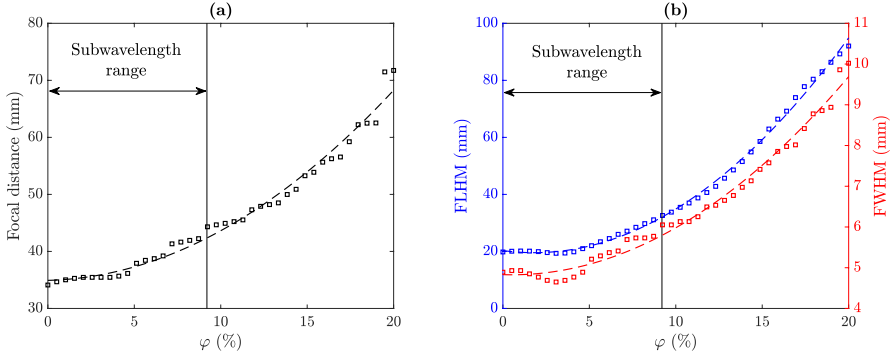 (a)
80
70
60
50
40
30
Focal distance (mm)
Subwavelength
range
0
5
10
15
20
φ (%)
(b)
100
80
60
40
20
0
FLHM (mm)
Subwavelength
range
11
10
9
8
7
6
5
4
FWHM (mm)
0
5
10
15
20
φ (%)